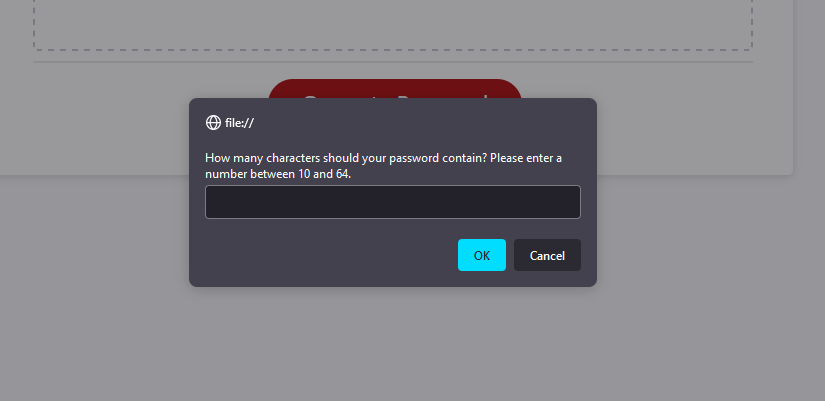 file://
How many characters should your password contain? Please enter a
number between 10 and 64.
OK
Cancel